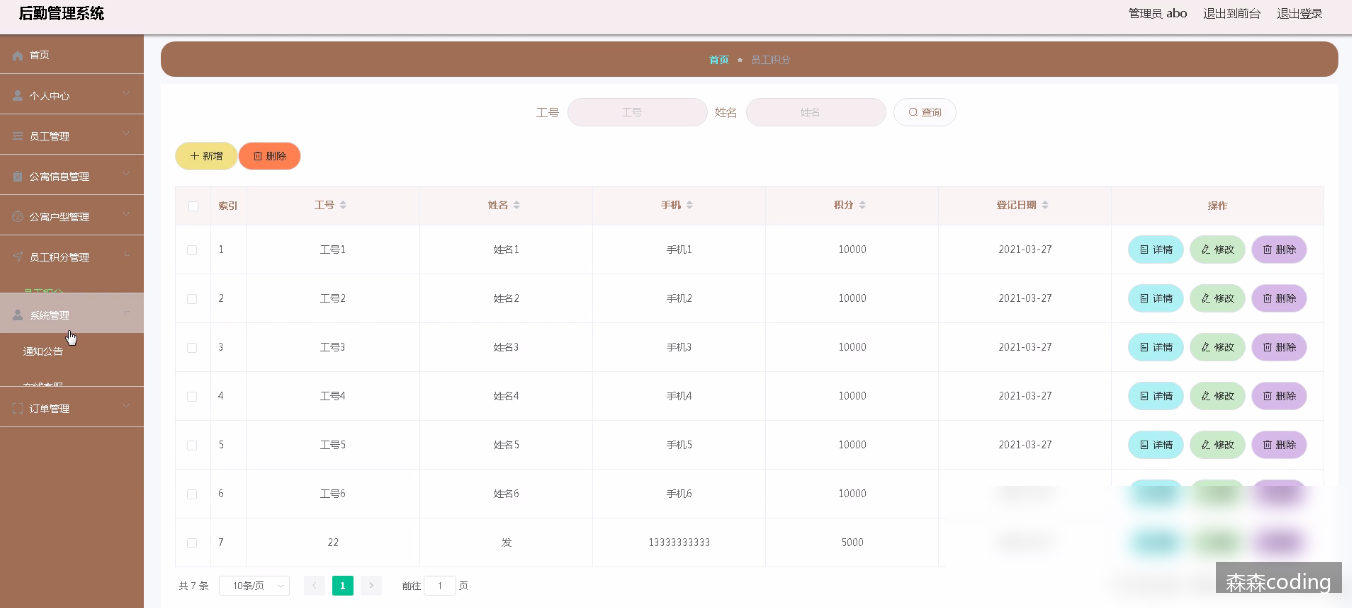 后勤管理系统
管理员 abo 退出到前台 退出登录
首页
个人中心
员工管理
公寓信息管理
公寓户型管理
员工积分管理
员工积分
系统管理
通知公告
在线客服
订单管理
首页 员工积分
工号 工号 姓名 姓名 查询
新增 删除
索引 工号 姓名 手机 积分 登记日期 操作
1 工号1 姓名1 手机1 10000 2021-03-27 详情 修改 删除
2 工号2 姓名2 手机2 10000 2021-03-27 详情 修改 删除
3 工号3 姓名3 手机3 10000 2021-03-27 详情 修改 删除
4 工号4 姓名4 手机4 10000 2021-03-27 详情 修改 删除
5 工号5 姓名5 手机5 10000 2021-03-27 详情 修改 删除
6 工号6 姓名6 手机6 10000
7 22 发 13333333333 5000
共 7 条 10条/页 1 前往 1 页
森森coding